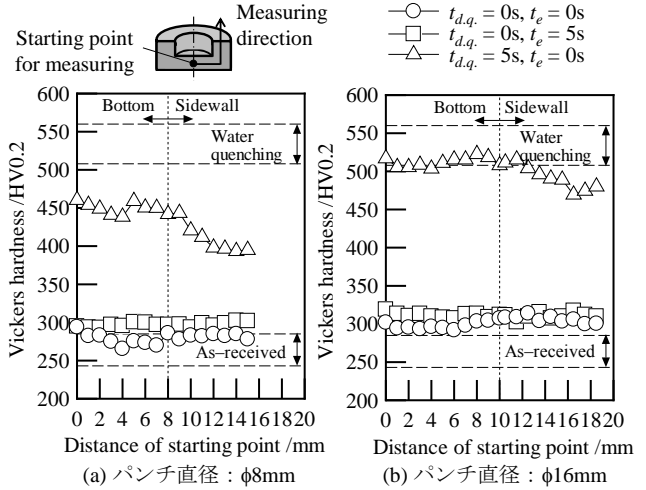 Starting point
for measuring
Measuring
direction
t_{d.q.} = 0s, t_e = 0s
t_{d.q.} = 0s, t_e = 5s
t_{d.q.} = 5s, t_e = 0s
Vickers hardness /HV0.2
600
550
500
450
400
350
300
250
200
Bottom
Sidewall
Water
quenching
As–received
0 2 4 6 8 10 12 14 16 18 20
Distance of starting point /mm
(a) パンチ直径：ϕ8mm
Vickers hardness /HV0.2
600
550
500
450
400
350
300
250
200
Bottom
Sidewall
Water
quenching
As–received
0 2 4 6 8 10 12 14 16 18 20
Distance of starting point /mm
(b) パンチ直径：ϕ16mm